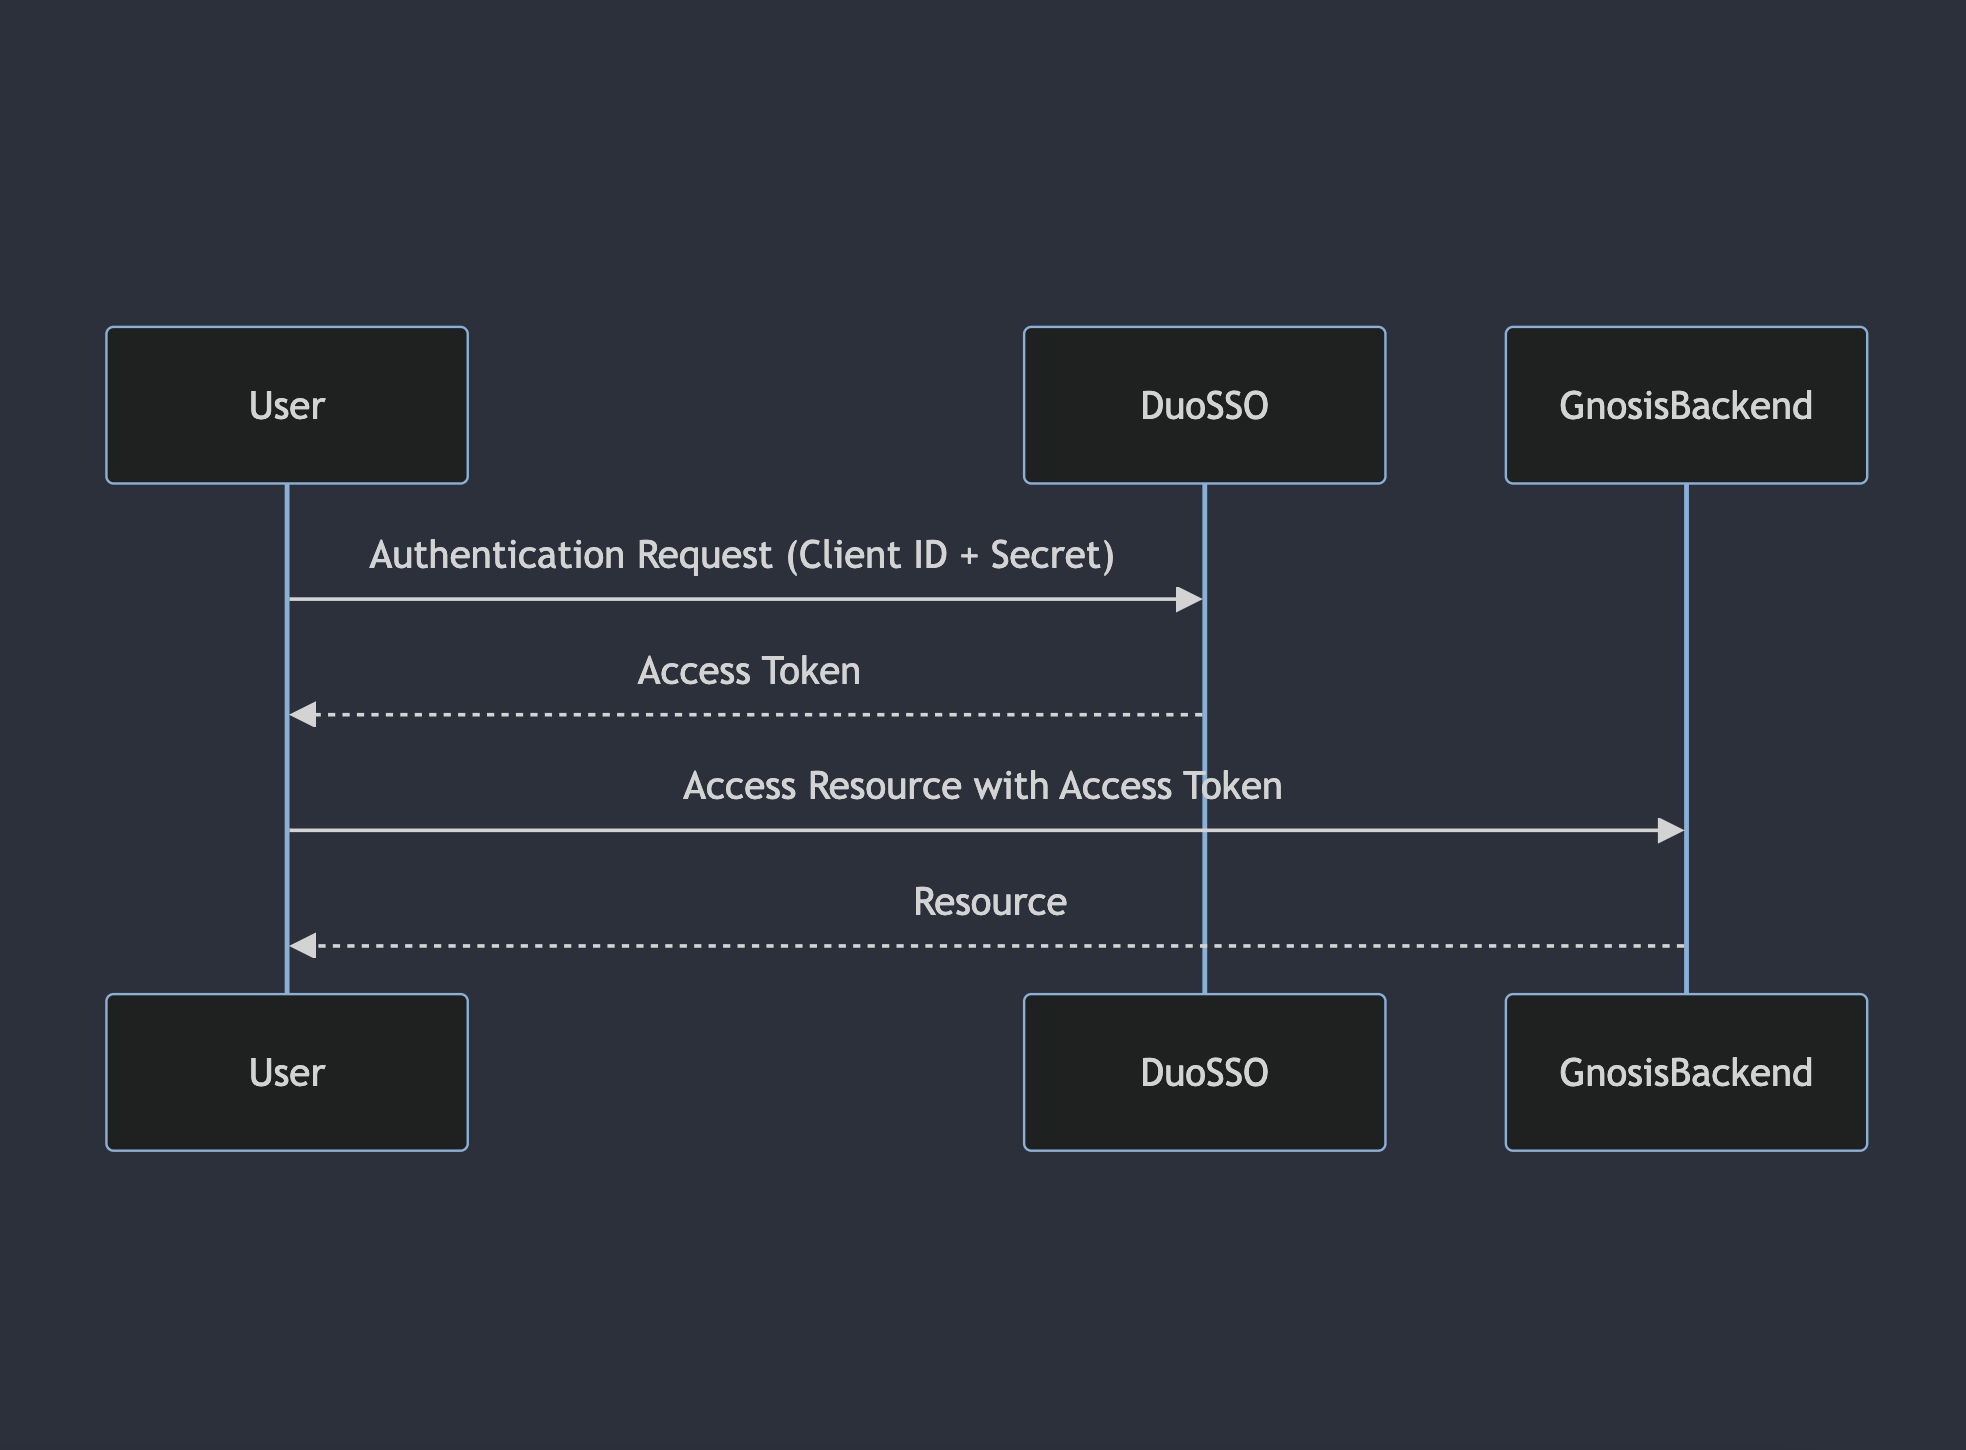 User
DuoSSO
GnosisBackend
Authentication Request (Client ID + Secret)
Access Token
Access Resource with Access Token
Resource
User
DuoSSO
GnosisBackend